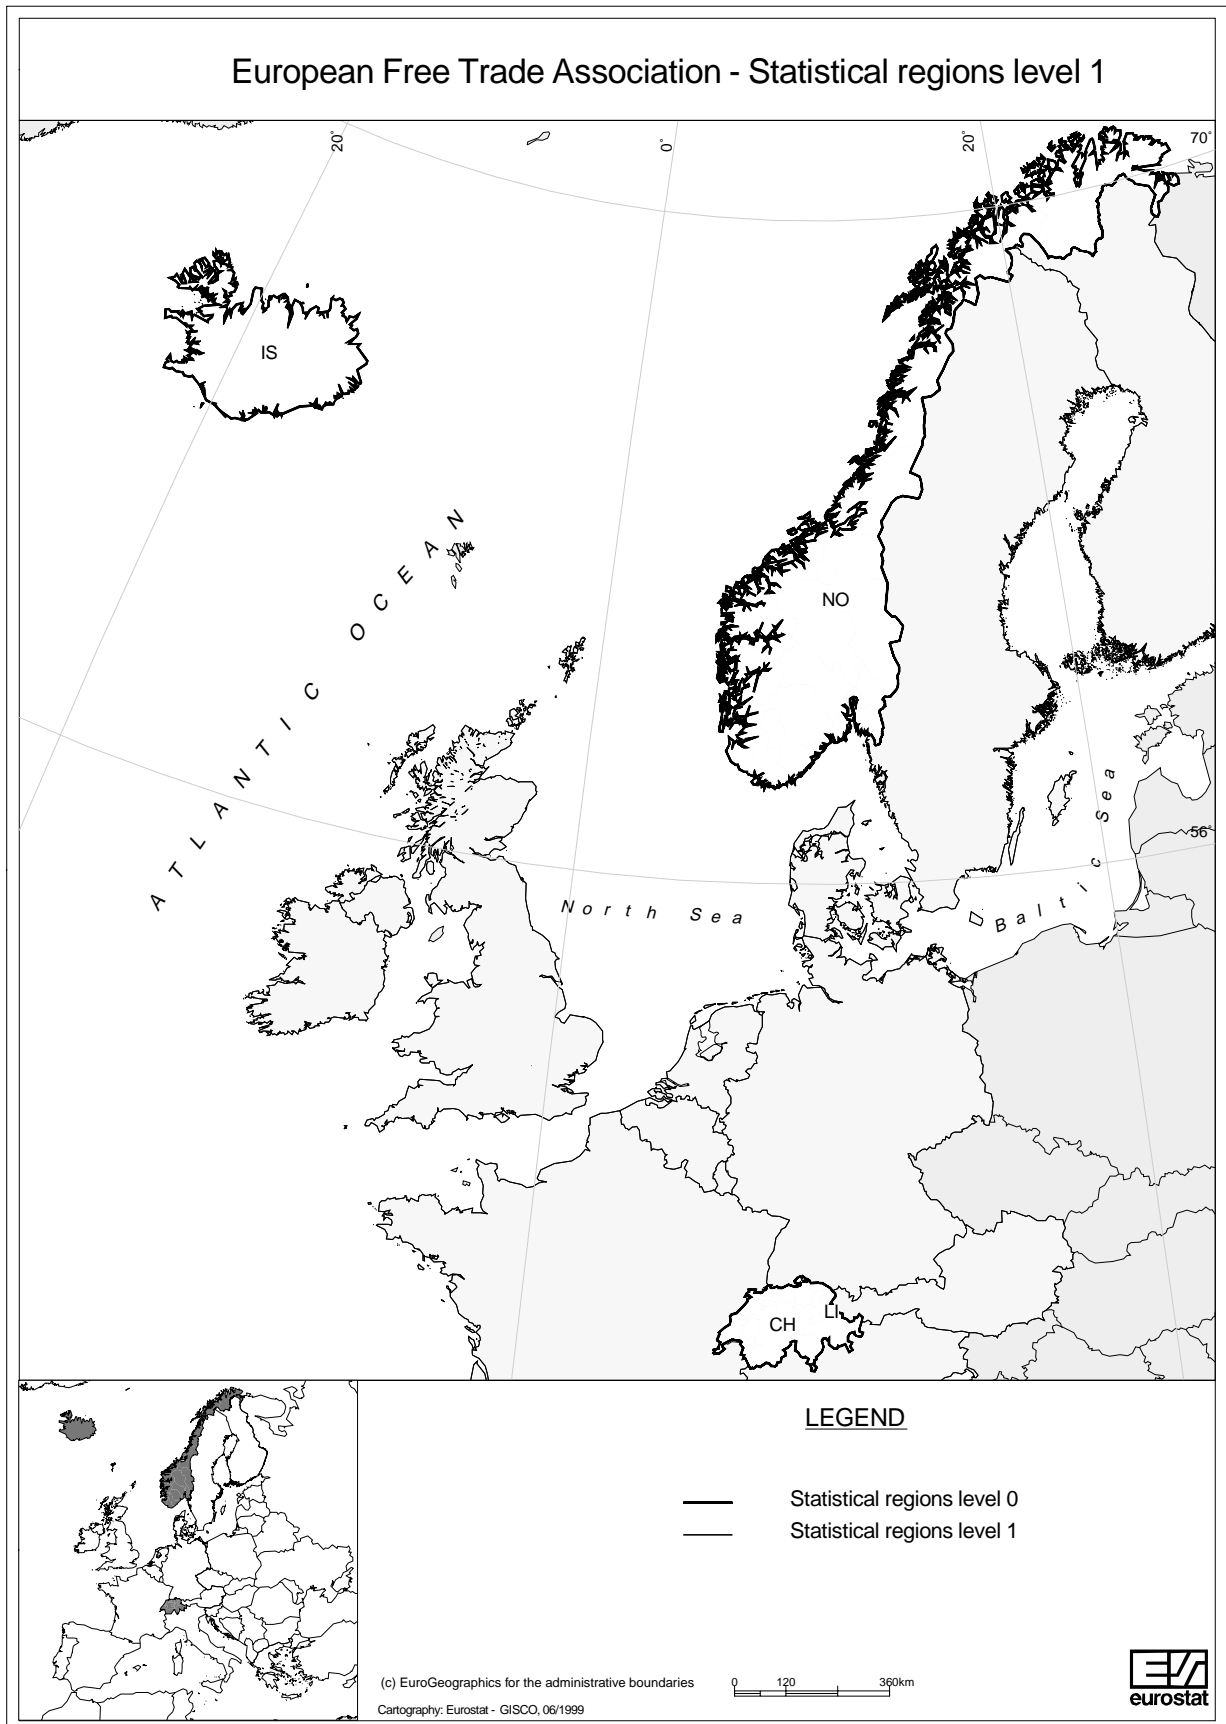 European Free Trade Association - Statistical regions level 1
20°
0°
20°
70°
IS
ATLANTIC OCEAN
NO
Baltic Sea
56°
North Sea
CH
LI
LEGEND
Statistical regions level 0
Statistical regions level 1
(c) EuroGeographics for the administrative boundaries
0 120 360km
Cartography: Eurostat - GISCO, 06/1999
eurostat